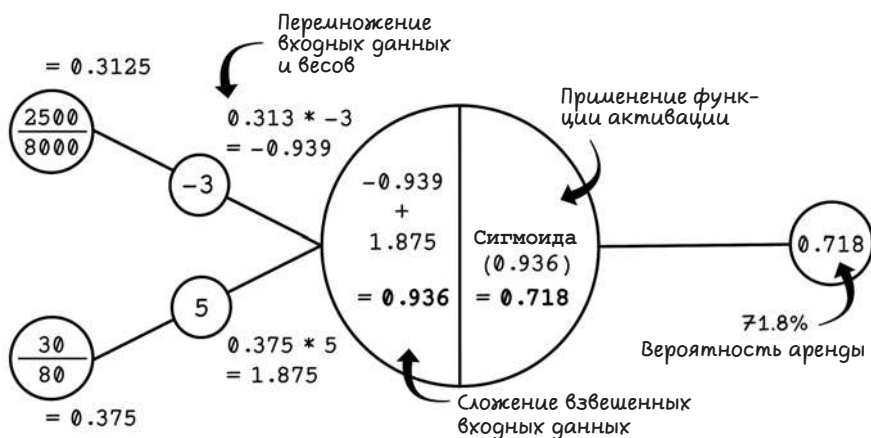 Перемножение
входных данных
и весов
= 0.3125
2500
8000
0.313 * -3
= -0.939
-3
Применение функ-
ции активации
-0.939
+
1.875
= 0.936
Сигмоида
(0.936)
= 0.718
0.718
71.8%
Вероятность аренды
5
30
80
0.375 * 5
= 1.875
= 0.375
Сложение взвешенных
входных данных